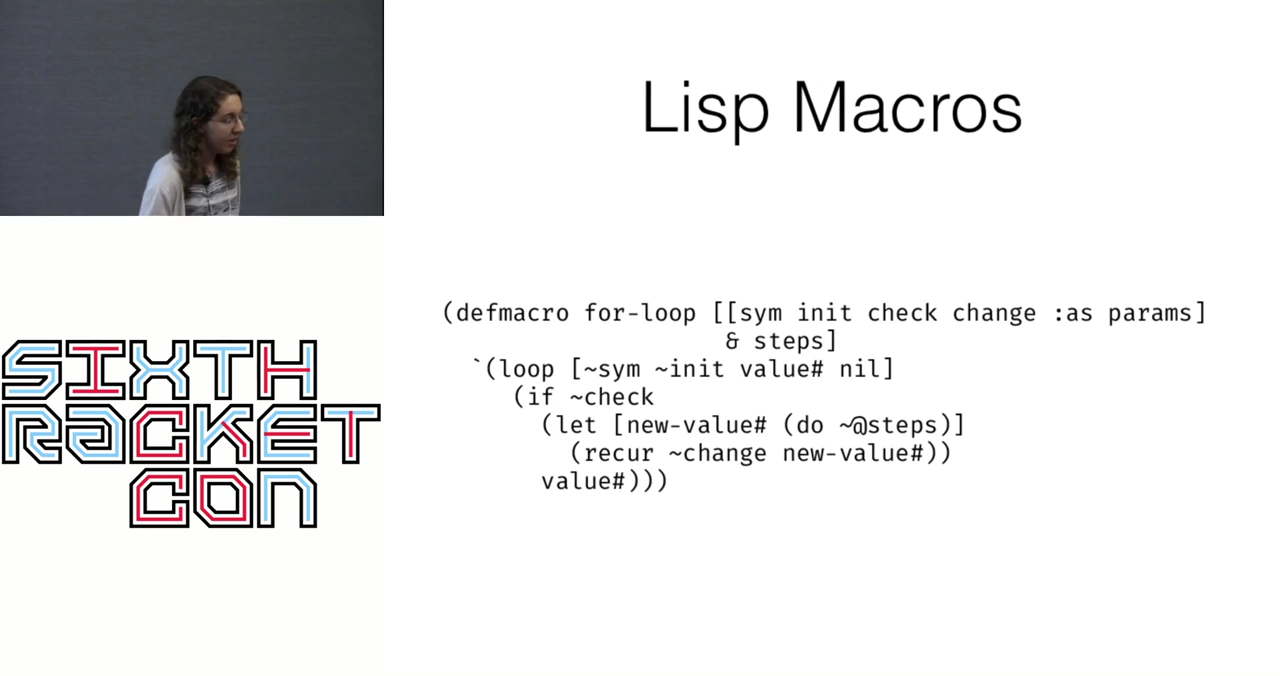 Lisp Macros
SIXTH
RACKET
CON
(defmacro for-loop [[sym init check change :as params]
& steps]
`(loop [~sym ~init value# nil]
(if ~check
(let [new-value# (do ~@steps)]
(recur ~change new-value#))
value#)))